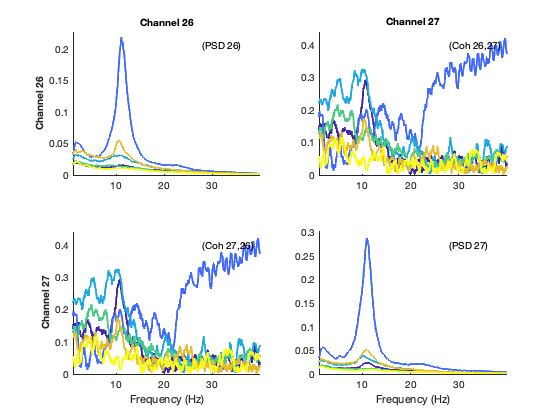 Channel 26
Channel 27
Channel 26
0.2
0.15
0.1
0.05
0
(PSD 26)
10 20 30
0.4
0.3
0.2
0.1
0
(Coh 26,27)
10 20 30
Channel 27
0.4
0.3
0.2
0.1
0
(Coh 27,26)
10 20 30
Frequency (Hz)
0.3
0.25
0.2
0.15
0.1
0.05
0
(PSD 27)
10 20 30
Frequency (Hz)